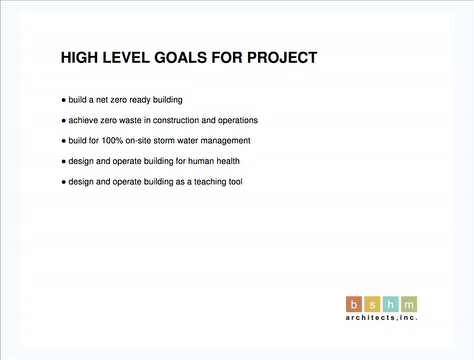 HIGH LEVEL GOALS FOR PROJECT
● build a net zero ready building
● achieve zero waste in construction and operations
● build for 100% on-site storm water management
● design and operate building for human health
● design and operate building as a teaching tool
b s h m
architects,inc.